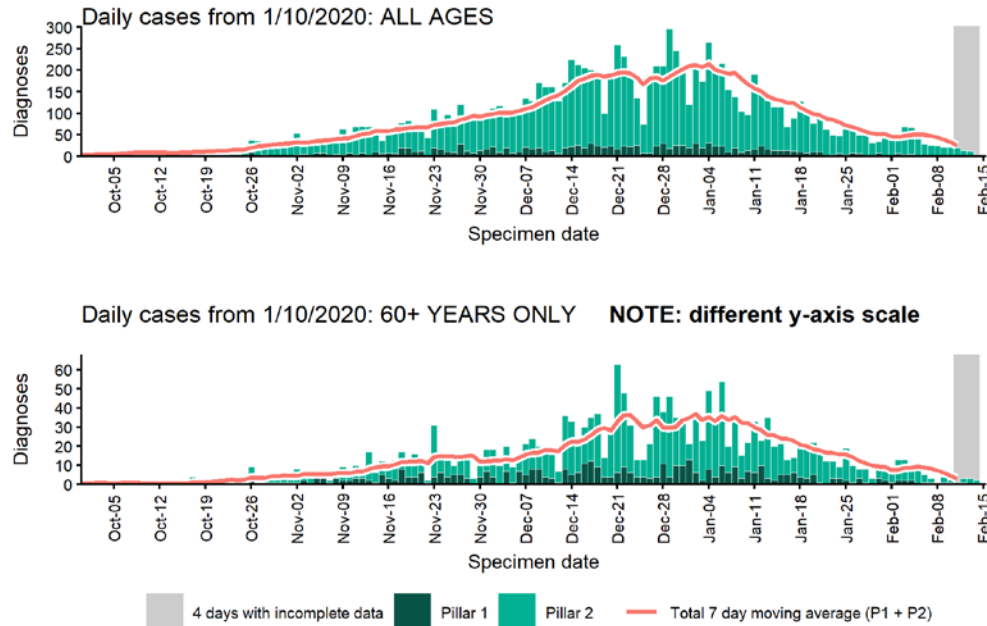 Daily cases from 1/10/2020: ALL AGES
300
250
200
150
100
50
0
Diagnoses
Oct-05 Oct-12 Oct-19 Oct-26 Nov-02 Nov-09 Nov-16 Nov-23 Nov-30 Dec-07 Dec-14 Dec-21 Dec-28 Jan-04 Jan-11 Jan-18 Jan-25 Feb-01 Feb-08 Feb-15
Specimen date
Daily cases from 1/10/2020: 60+ YEARS ONLY NOTE: different y-axis scale
60
50
40
30
20
10
0
Diagnoses
Oct-05 Oct-12 Oct-19 Oct-26 Nov-02 Nov-09 Nov-16 Nov-23 Nov-30 Dec-07 Dec-14 Dec-21 Dec-28 Jan-04 Jan-11 Jan-18 Jan-25 Feb-01 Feb-08 Feb-15
Specimen date
4 days with incomplete data Pillar 1 Pillar 2 Total 7 day moving average (P1 + P2)